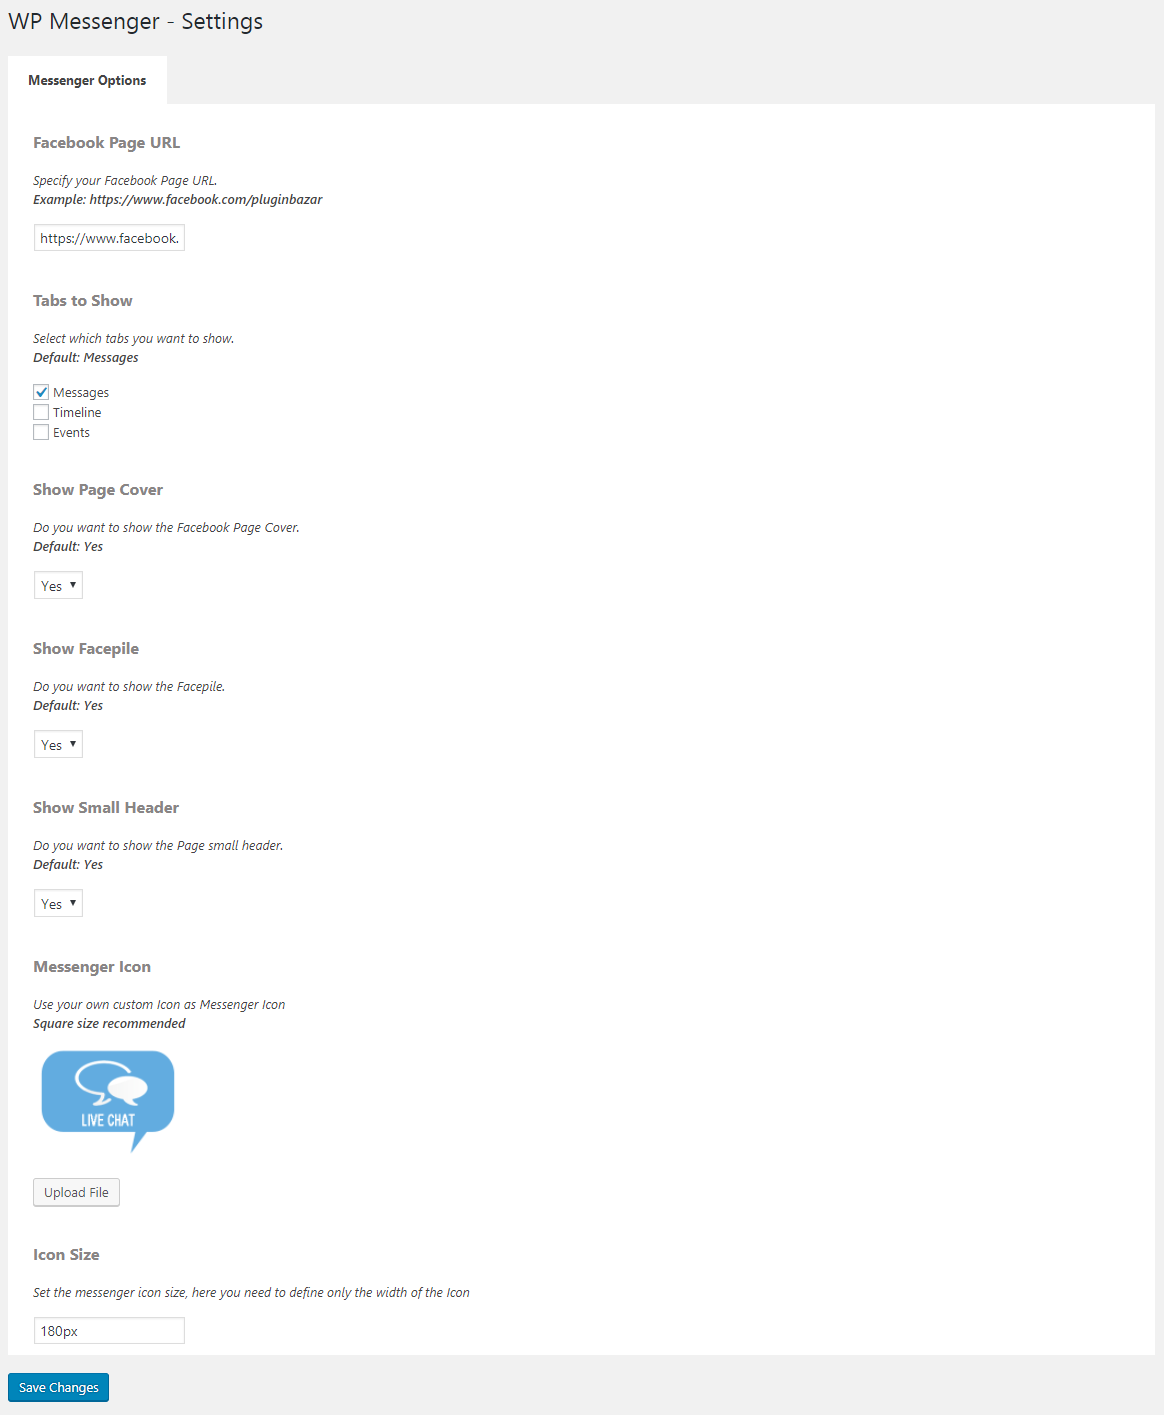 WP Messenger - Settings
Messenger Options
Facebook Page URL
Specify your Facebook Page URL.
Example: https://www.facebook.com/pluginbazar
https://www.facebook.
Tabs to Show
Select which tabs you want to show.
Default: Messages
Messages
Timeline
Events
Show Page Cover
Do you want to show the Facebook Page Cover.
Default: Yes
Yes
Show Facepile
Do you want to show the Facepile.
Default: Yes
Yes
Show Small Header
Do you want to show the Page small header.
Default: Yes
Yes
Messenger Icon
Use your own custom Icon as Messenger Icon
Square size recommended
LIVE CHAT
Upload File
Icon Size
Set the messenger icon size, here you need to define only the width of the Icon
180px
Save Changes